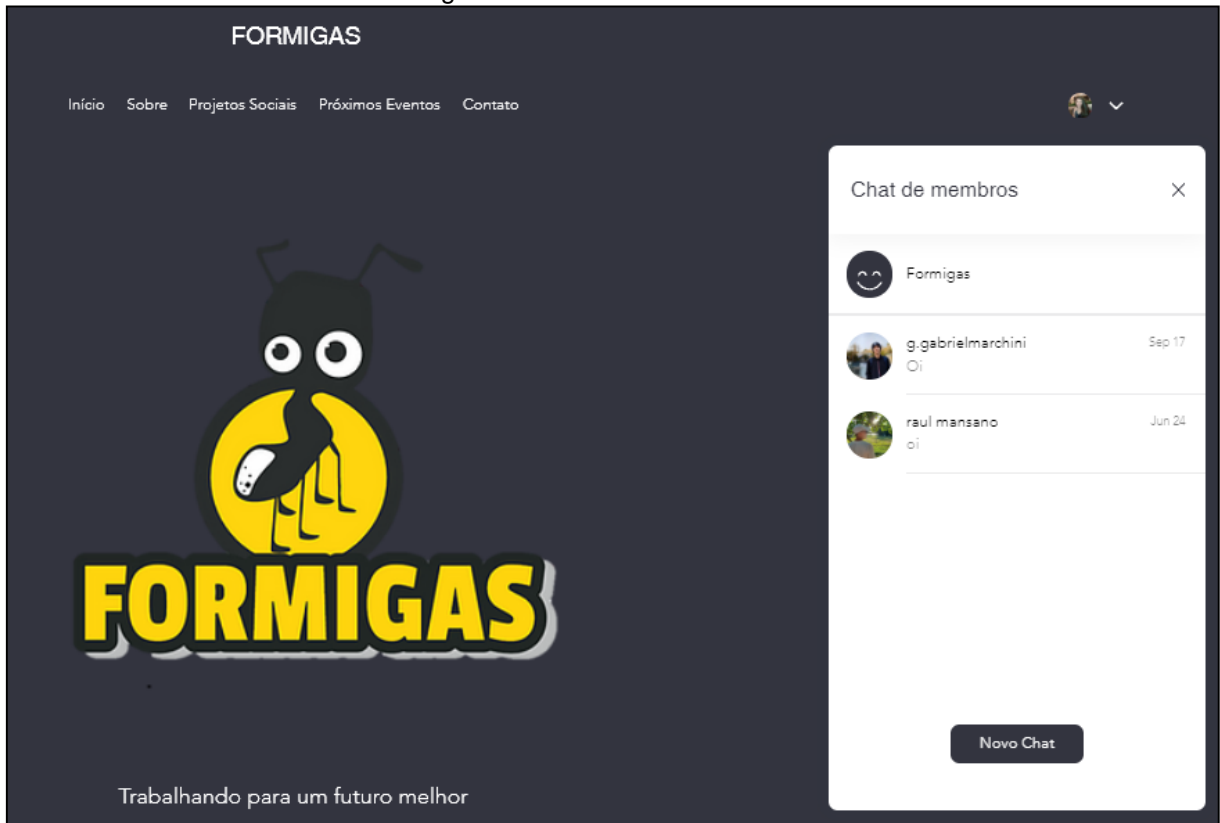 FORMIGAS
Início Sobre Projetos Sociais Próximos Eventos Contato
FORMIGAS
Trabalhando para um futuro melhor
Chat de membros
Formigas
g.gabrielmarchini Sep 17
Oi
raul mansano Jun 24
oi
Novo Chat